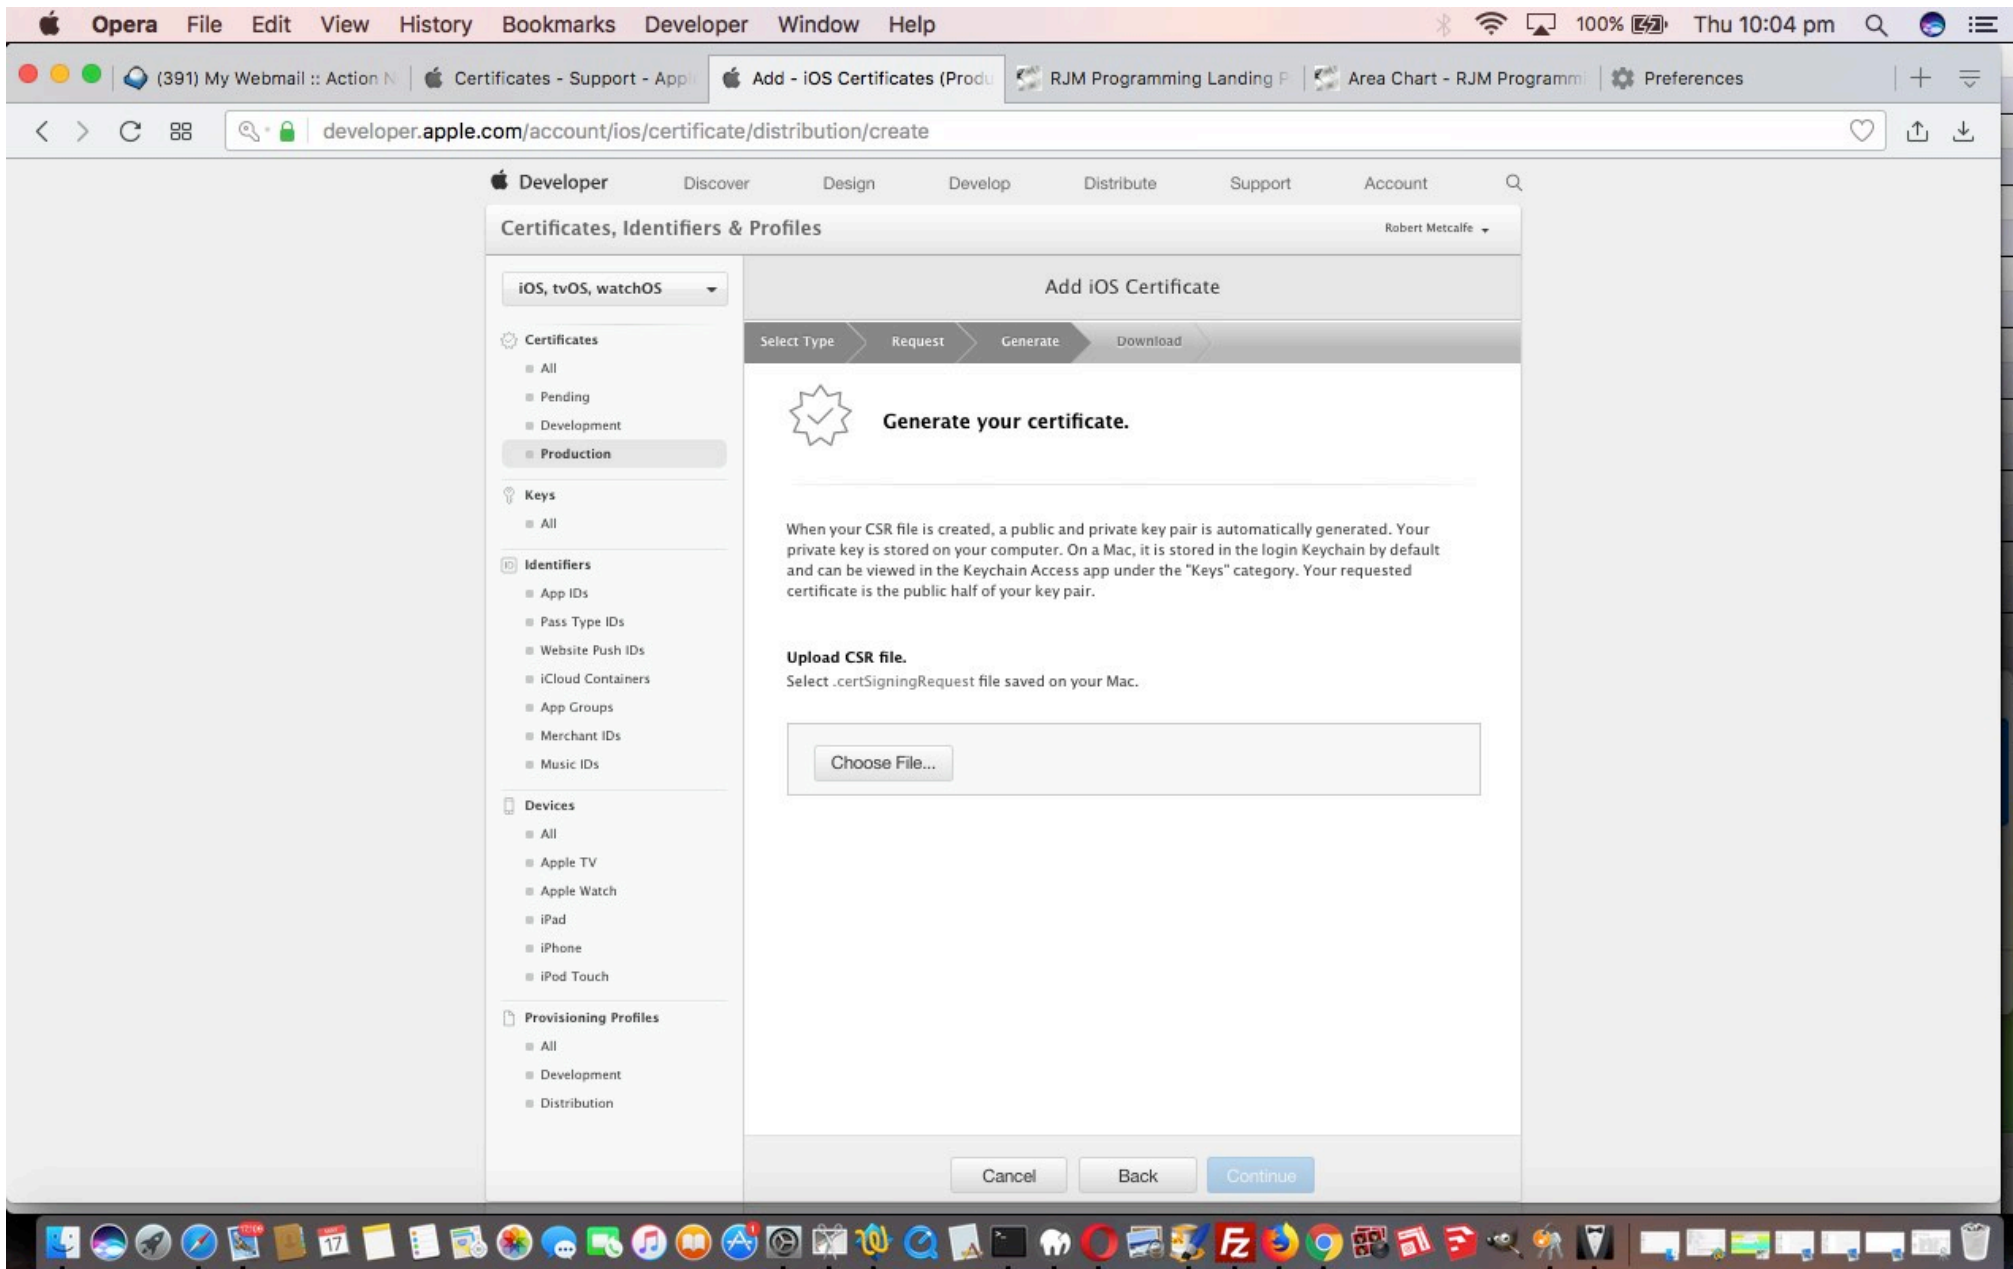 Opera File Edit View History Bookmarks Developer Window Help 100% Thu 10:04 pm
(391) My Webmail :: Action N Certificates - Support - Appl Add - iOS Certificates (Produ RJM Programming Landing P Area Chart - RJM Programmi Preferences
developer.apple.com/account/ios/certificate/distribution/create
Developer Discover Design Develop Distribute Support Account
Certificates, Identifiers & Profiles Robert Metcalfe
iOS, tvOS, watchOS
Add iOS Certificate
Certificates
All
Pending
Development
Production
Keys
All
Identifiers
App IDs
Pass Type IDs
Website Push IDs
iCloud Containers
App Groups
Merchant IDs
Music IDs
Devices
All
Apple TV
Apple Watch
iPad
iPhone
iPod Touch
Provisioning Profiles
All
Development
Distribution
Select Type Request Generate Download
Generate your certificate.
When your CSR file is created, a public and private key pair is automatically generated. Your
private key is stored on your computer. On a Mac, it is stored in the login Keychain by default
and can be viewed in the Keychain Access app under the "Keys" category. Your requested
certificate is the public half of your key pair.
Upload CSR file.
Select .certSigningRequest file saved on your Mac.
Choose File...
Cancel Back Continue
17
Fz